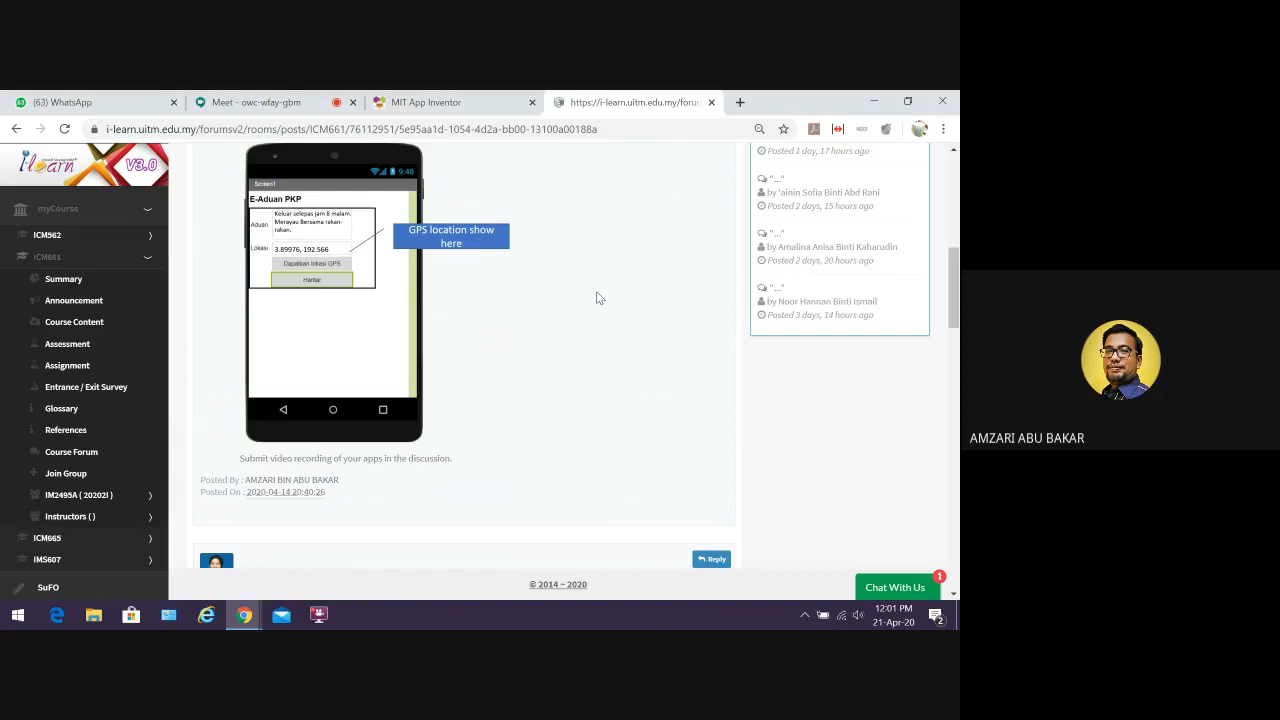 (63) WhatsApp
Meet - owc-wfay-gbm
MIT App Inventor
https://i-learn.uitm.edu.my/foru
i-learn.uitm.edu.my/forumsv2/rooms/posts/ICM661/76112951/5e95aa1d-1054-4d2a-bb00-13100a00188a
i-Learn V3.0
myCourse
ICM562
ICM661
Summary
Announcement
Course Content
Assessment
Assignment
Entrance / Exit Survey
Glossary
References
Course Forum
Join Group
IM2495A ( 20202I )
Instructors ( )
ICM665
IMS607
SuFO
9:48
Screen1
E-Aduan PKP
Aduan
Keluar selepas jam 8 malam.
Merayau Bersama rakan-
rakan.
Lokasi
3.89976, 192.566
Dapatkan lokasi GPS
Hantar
GPS location show
here
Submit video recording of your apps in the discussion.
Posted By : AMZARI BIN ABU BAKAR
Posted On : 2020-04-14 20:40:26
Reply
Posted 1 day, 17 hours ago
"..."
by 'ainin Sofia Binti Abd Rani
Posted 2 days, 15 hours ago
"..."
by Amalina Anisa Binti Kaharudin
Posted 2 days, 20 hours ago
"..."
by Noor Hannan Binti Ismail
Posted 3 days, 14 hours ago
© 2014 ~ 2020
Chat With Us
1
12:01 PM
21-Apr-20
2
AMZARI ABU BAKAR